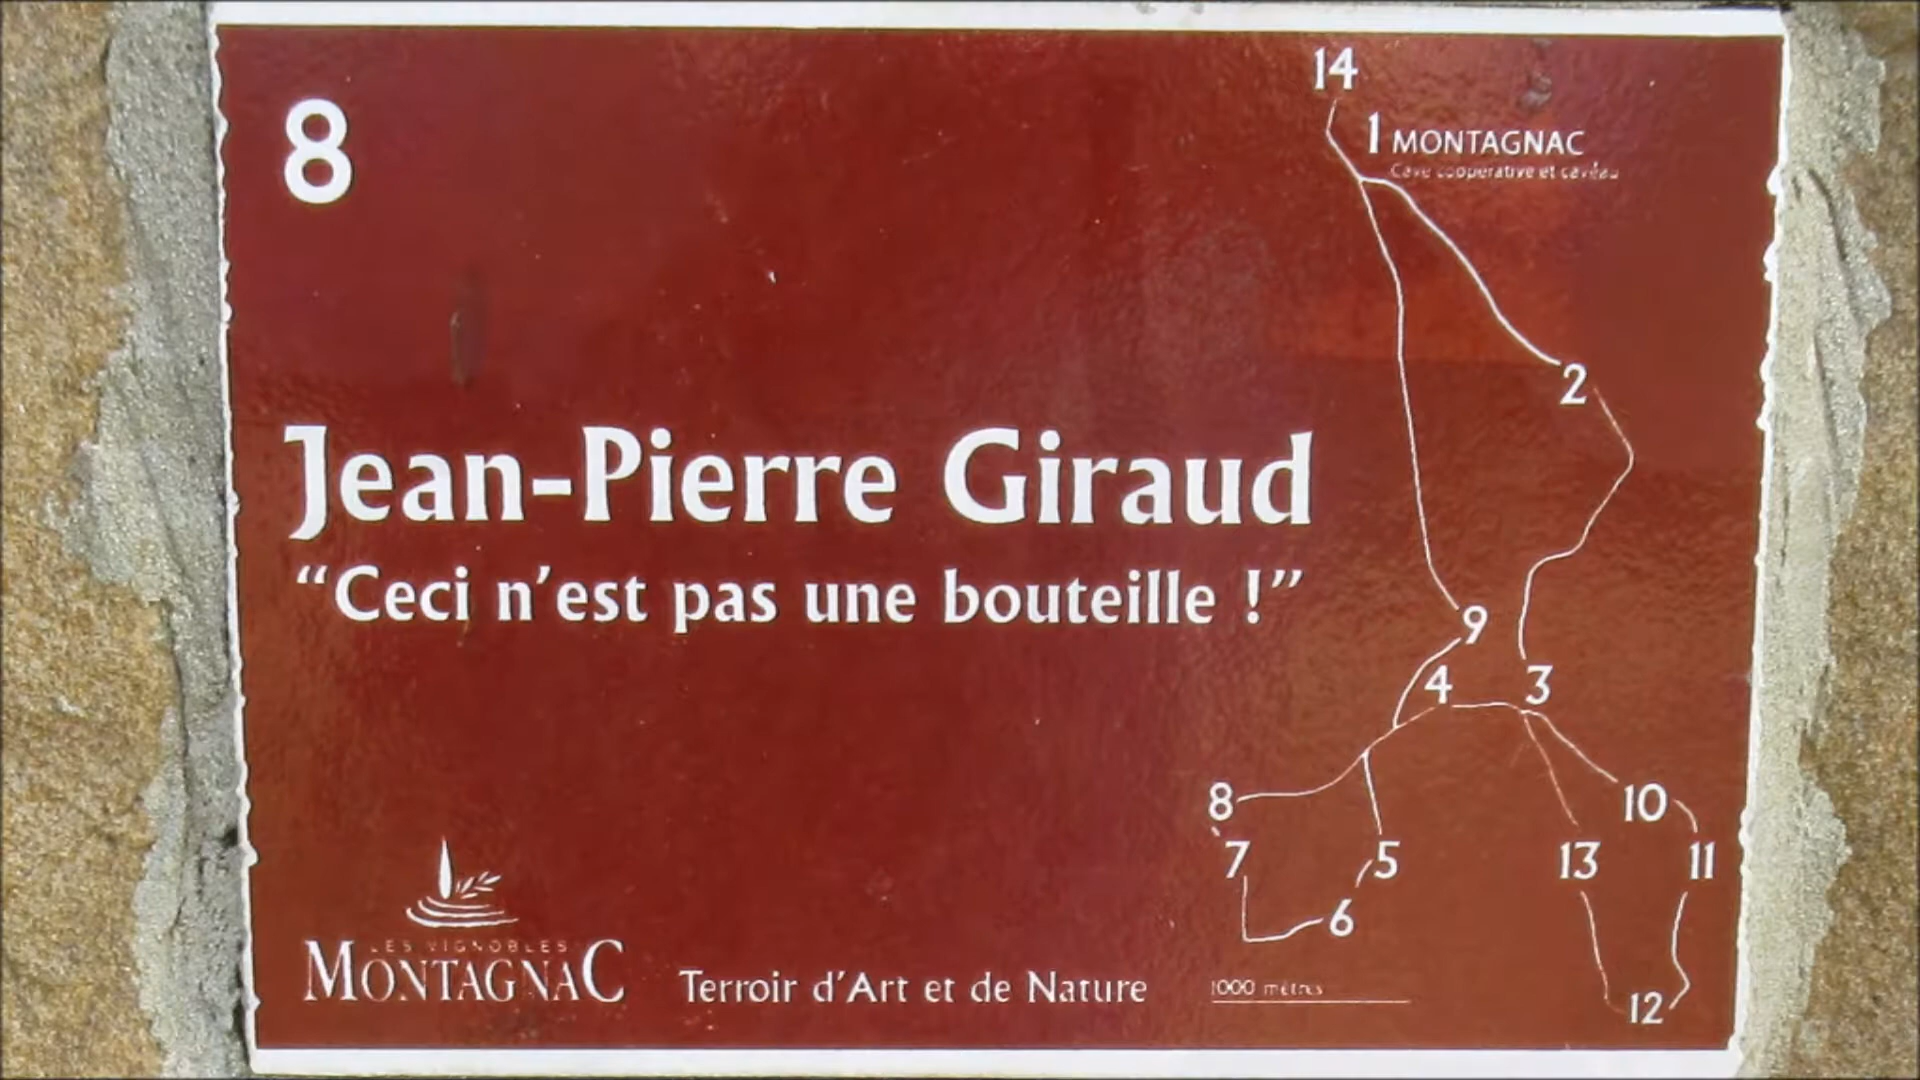 8
Jean-Pierre Giraud
“Ceci n’est pas une bouteille !”
LES VIGNOBLES
MONTAGNAC
Terroir d’Art et de Nature
14
1 MONTAGNAC
Cave coopérative et caveau
2
9
4
3
8
10
7
5
13
11
6
12
1000 mètres